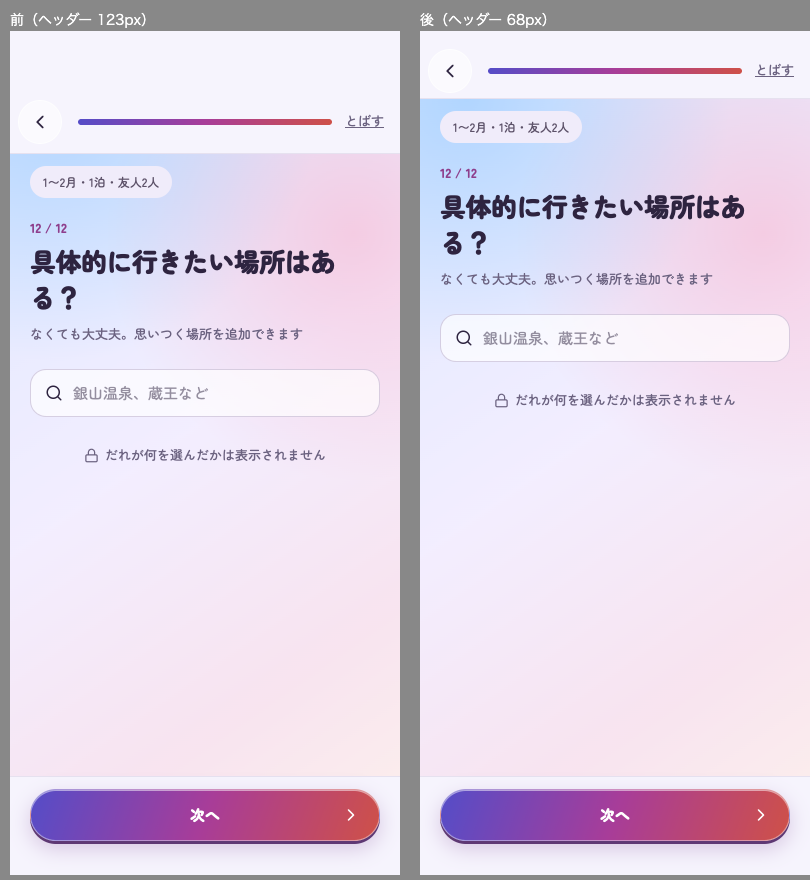 前（ヘッダー 123px）
とばす
1〜2月・1泊・友人2人
12 / 12
具体的に行きたい場所はあ
る？
なくても大丈夫。思いつく場所を追加できます
銀山温泉、蔵王など
だれが何を選んだかは表示されません
次へ
後（ヘッダー 68px）
とばす
1〜2月・1泊・友人2人
12 / 12
具体的に行きたい場所はあ
る？
なくても大丈夫。思いつく場所を追加できます
銀山温泉、蔵王など
だれが何を選んだかは表示されません
次へ